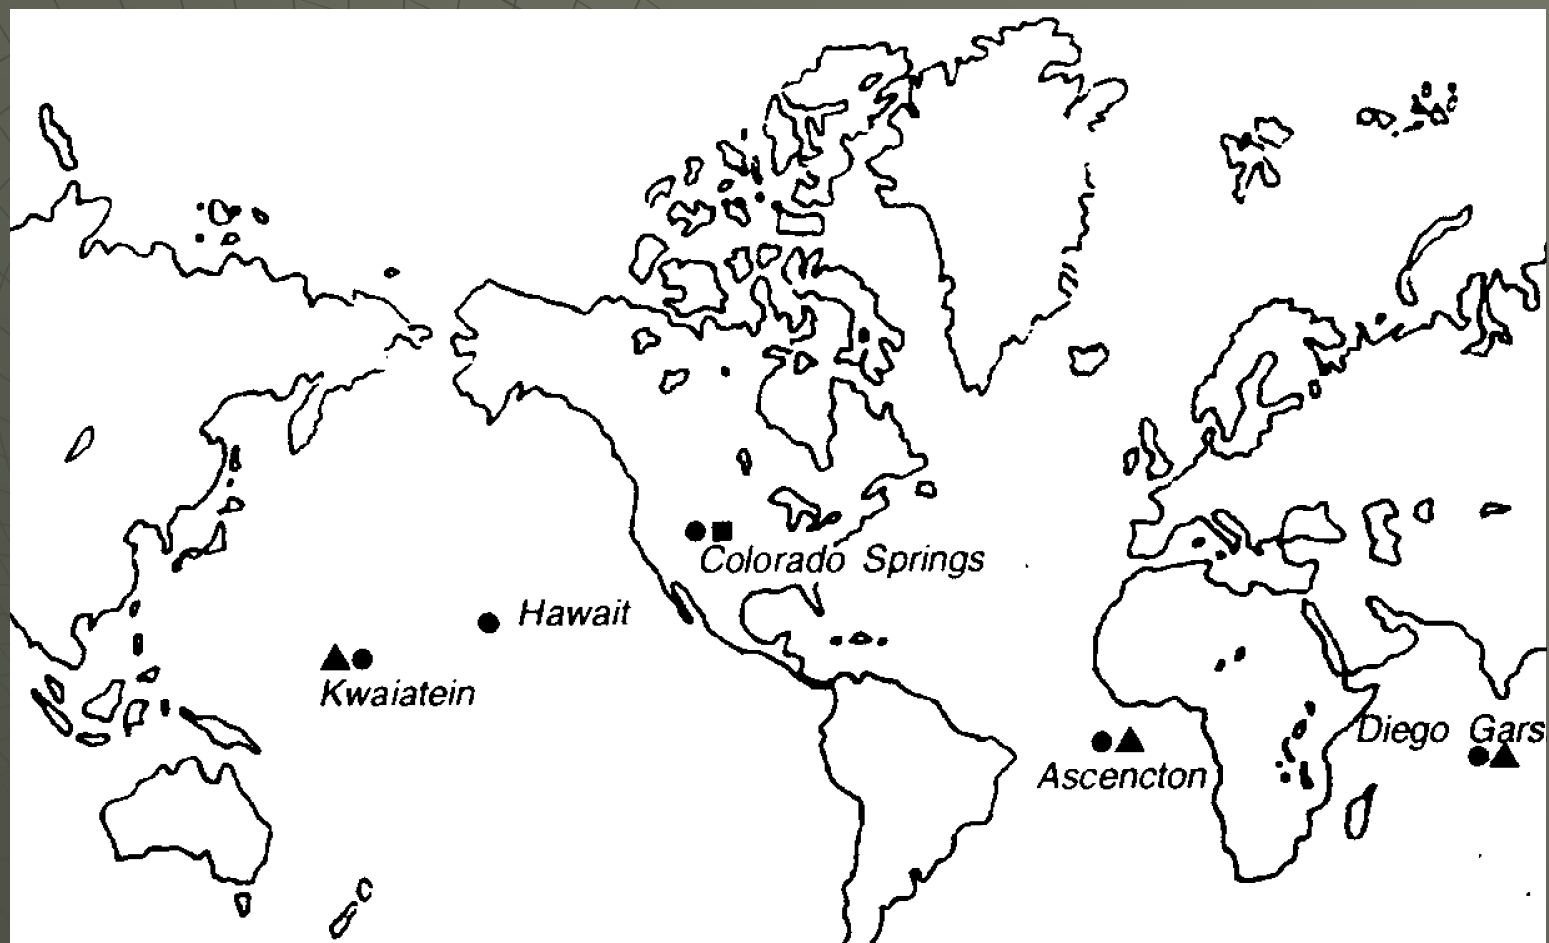 Colorado Springs
Hawait
Kwaiatein
Diego Gars
Ascencton